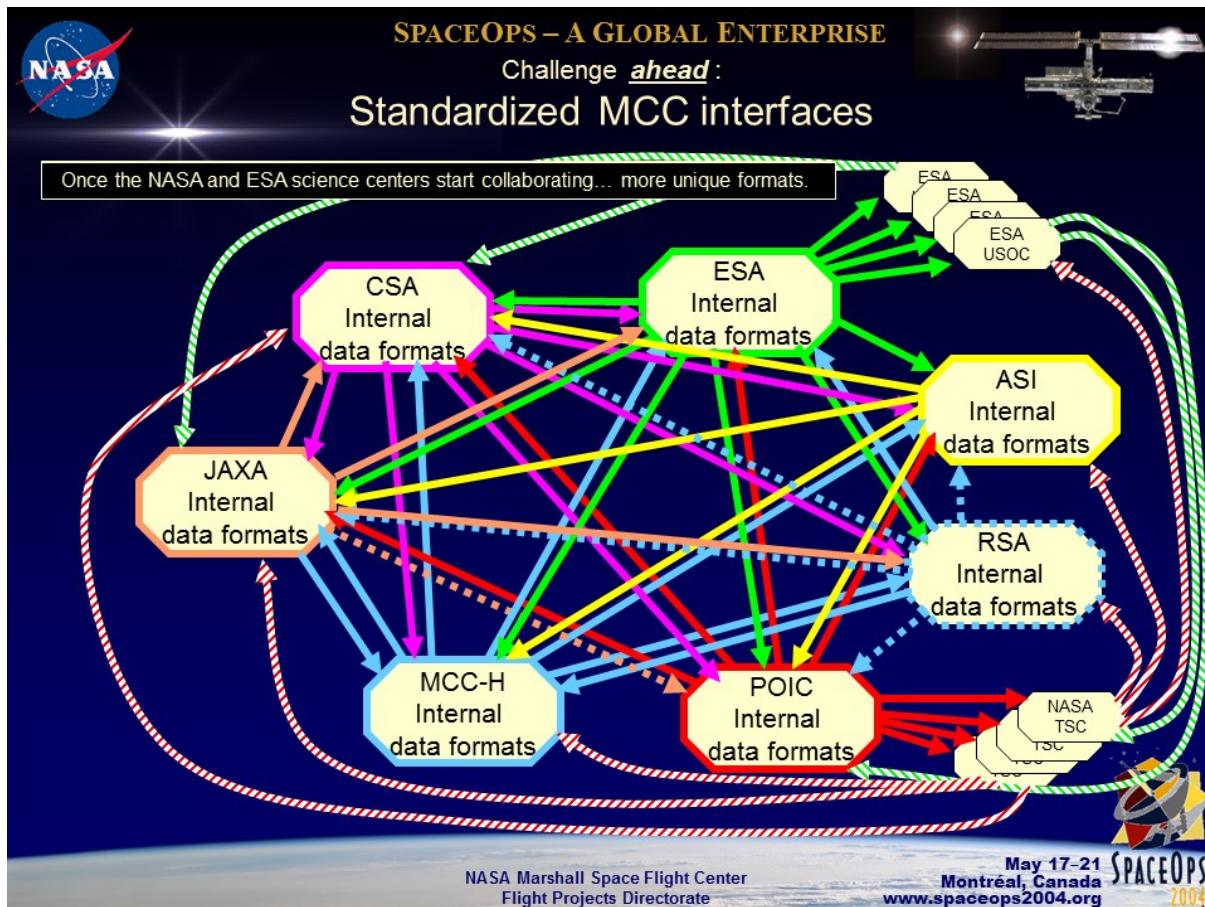 NASA
SPACEOPS – A GLOBAL ENTERPRISE
Challenge ahead :
Standardized MCC interfaces
Once the NASA and ESA science centers start collaborating… more unique formats.
ESA
ESA
ESA
ESA
USOC
CSA
Internal
data formats
ESA
Internal
data formats
ASI
Internal
data formats
JAXA
Internal
data formats
RSA
Internal
data formats
MCC-H
Internal
data formats
POIC
Internal
data formats
NASA
TSC
TSC
NASA Marshall Space Flight Center
Flight Projects Directorate
May 17–21
Montréal, Canada
www.spaceops2004.org
SPACEOPS
2004